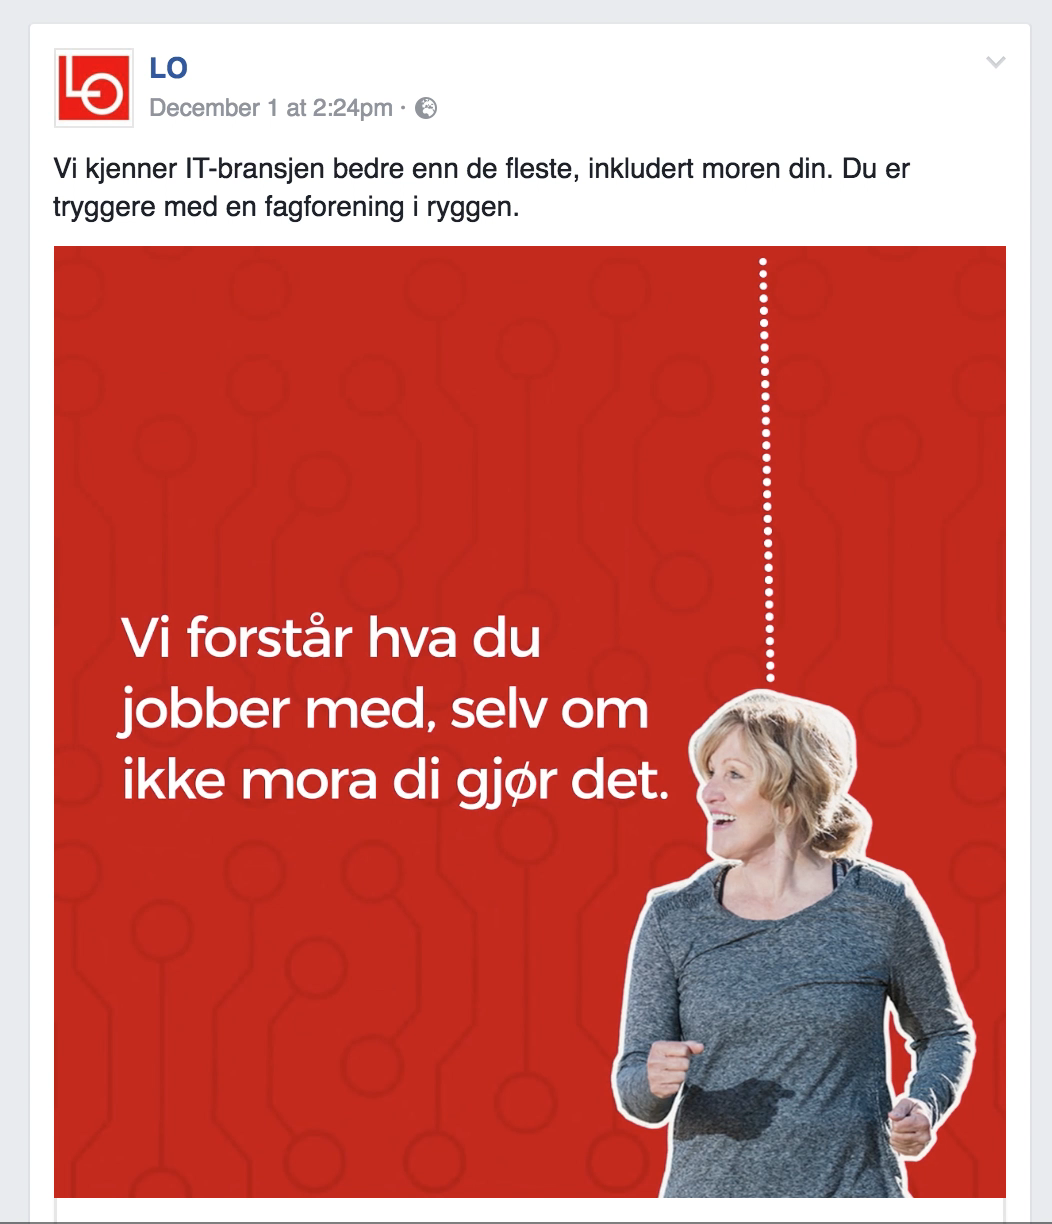 LO
LO
December 1 at 2:24pm ·
Vi kjenner IT-bransjen bedre enn de fleste, inkludert moren din. Du er
tryggere med en fagforening i ryggen.
Vi forstår hva du
jobber med, selv om
ikke mora di gjør det.